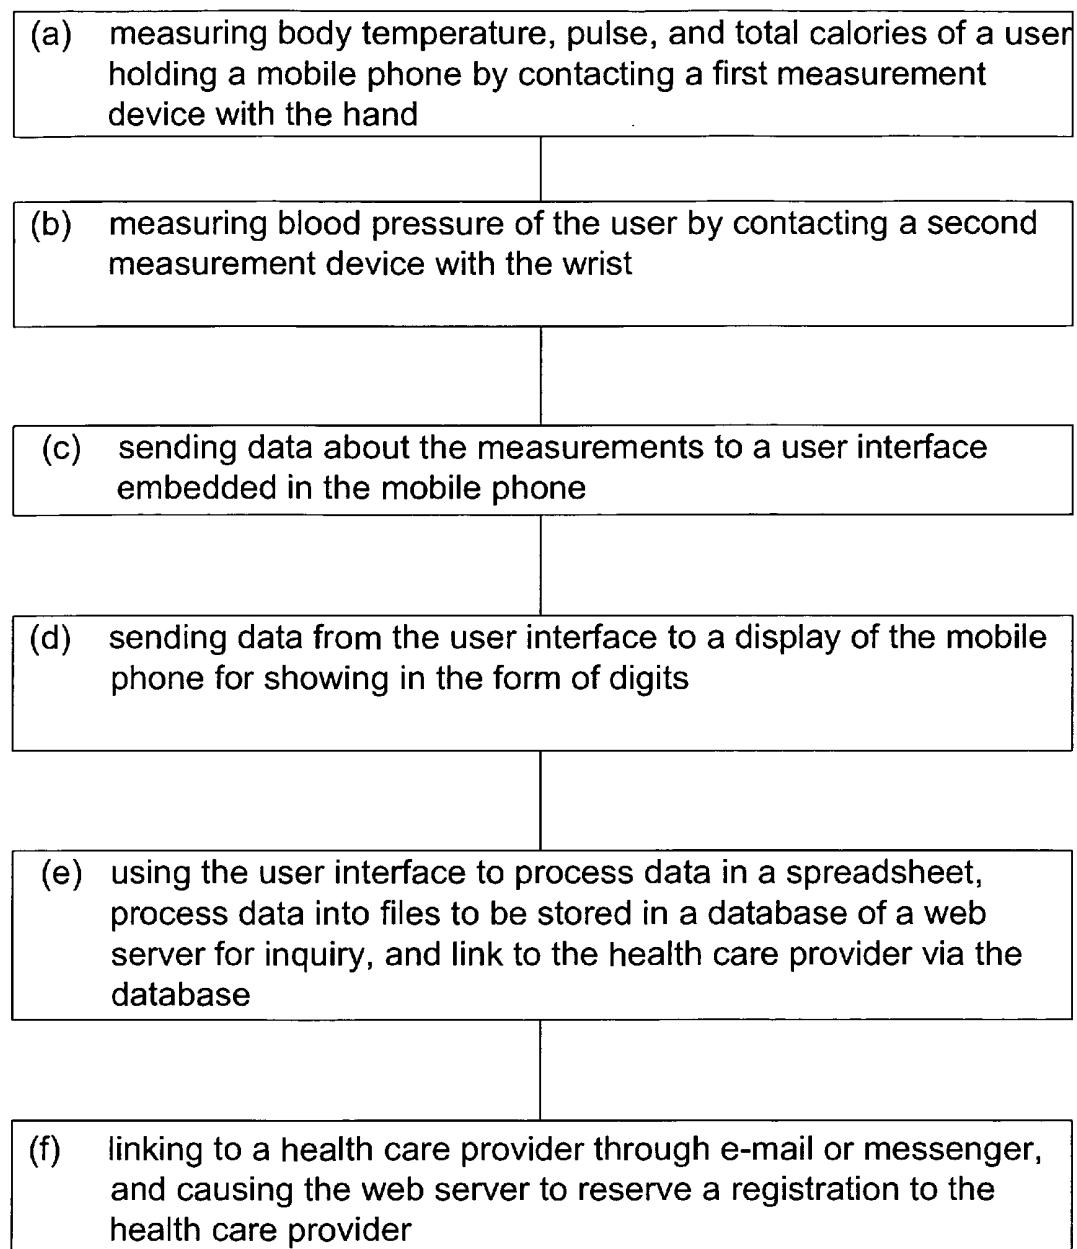 (a) measuring body temperature, pulse, and total calories of a user
holding a mobile phone by contacting a first measurement
device with the hand
(b) measuring blood pressure of the user by contacting a second
measurement device with the wrist
(c) sending data about the measurements to a user interface
embedded in the mobile phone
(d) sending data from the user interface to a display of the mobile
phone for showing in the form of digits
(e) using the user interface to process data in a spreadsheet,
process data into files to be stored in a database of a web
server for inquiry, and link to the health care provider via the
database
(f) linking to a health care provider through e-mail or messenger,
and causing the web server to reserve a registration to the
health care provider